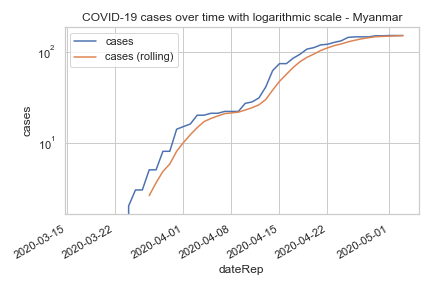 COVID-19 cases over time with logarithmic scale - Myanmar
cases
cases (rolling)
10²
10¹
cases
2020-03-15
2020-03-22
2020-04-01
2020-04-08
2020-04-15
2020-04-22
2020-05-01
dateRep